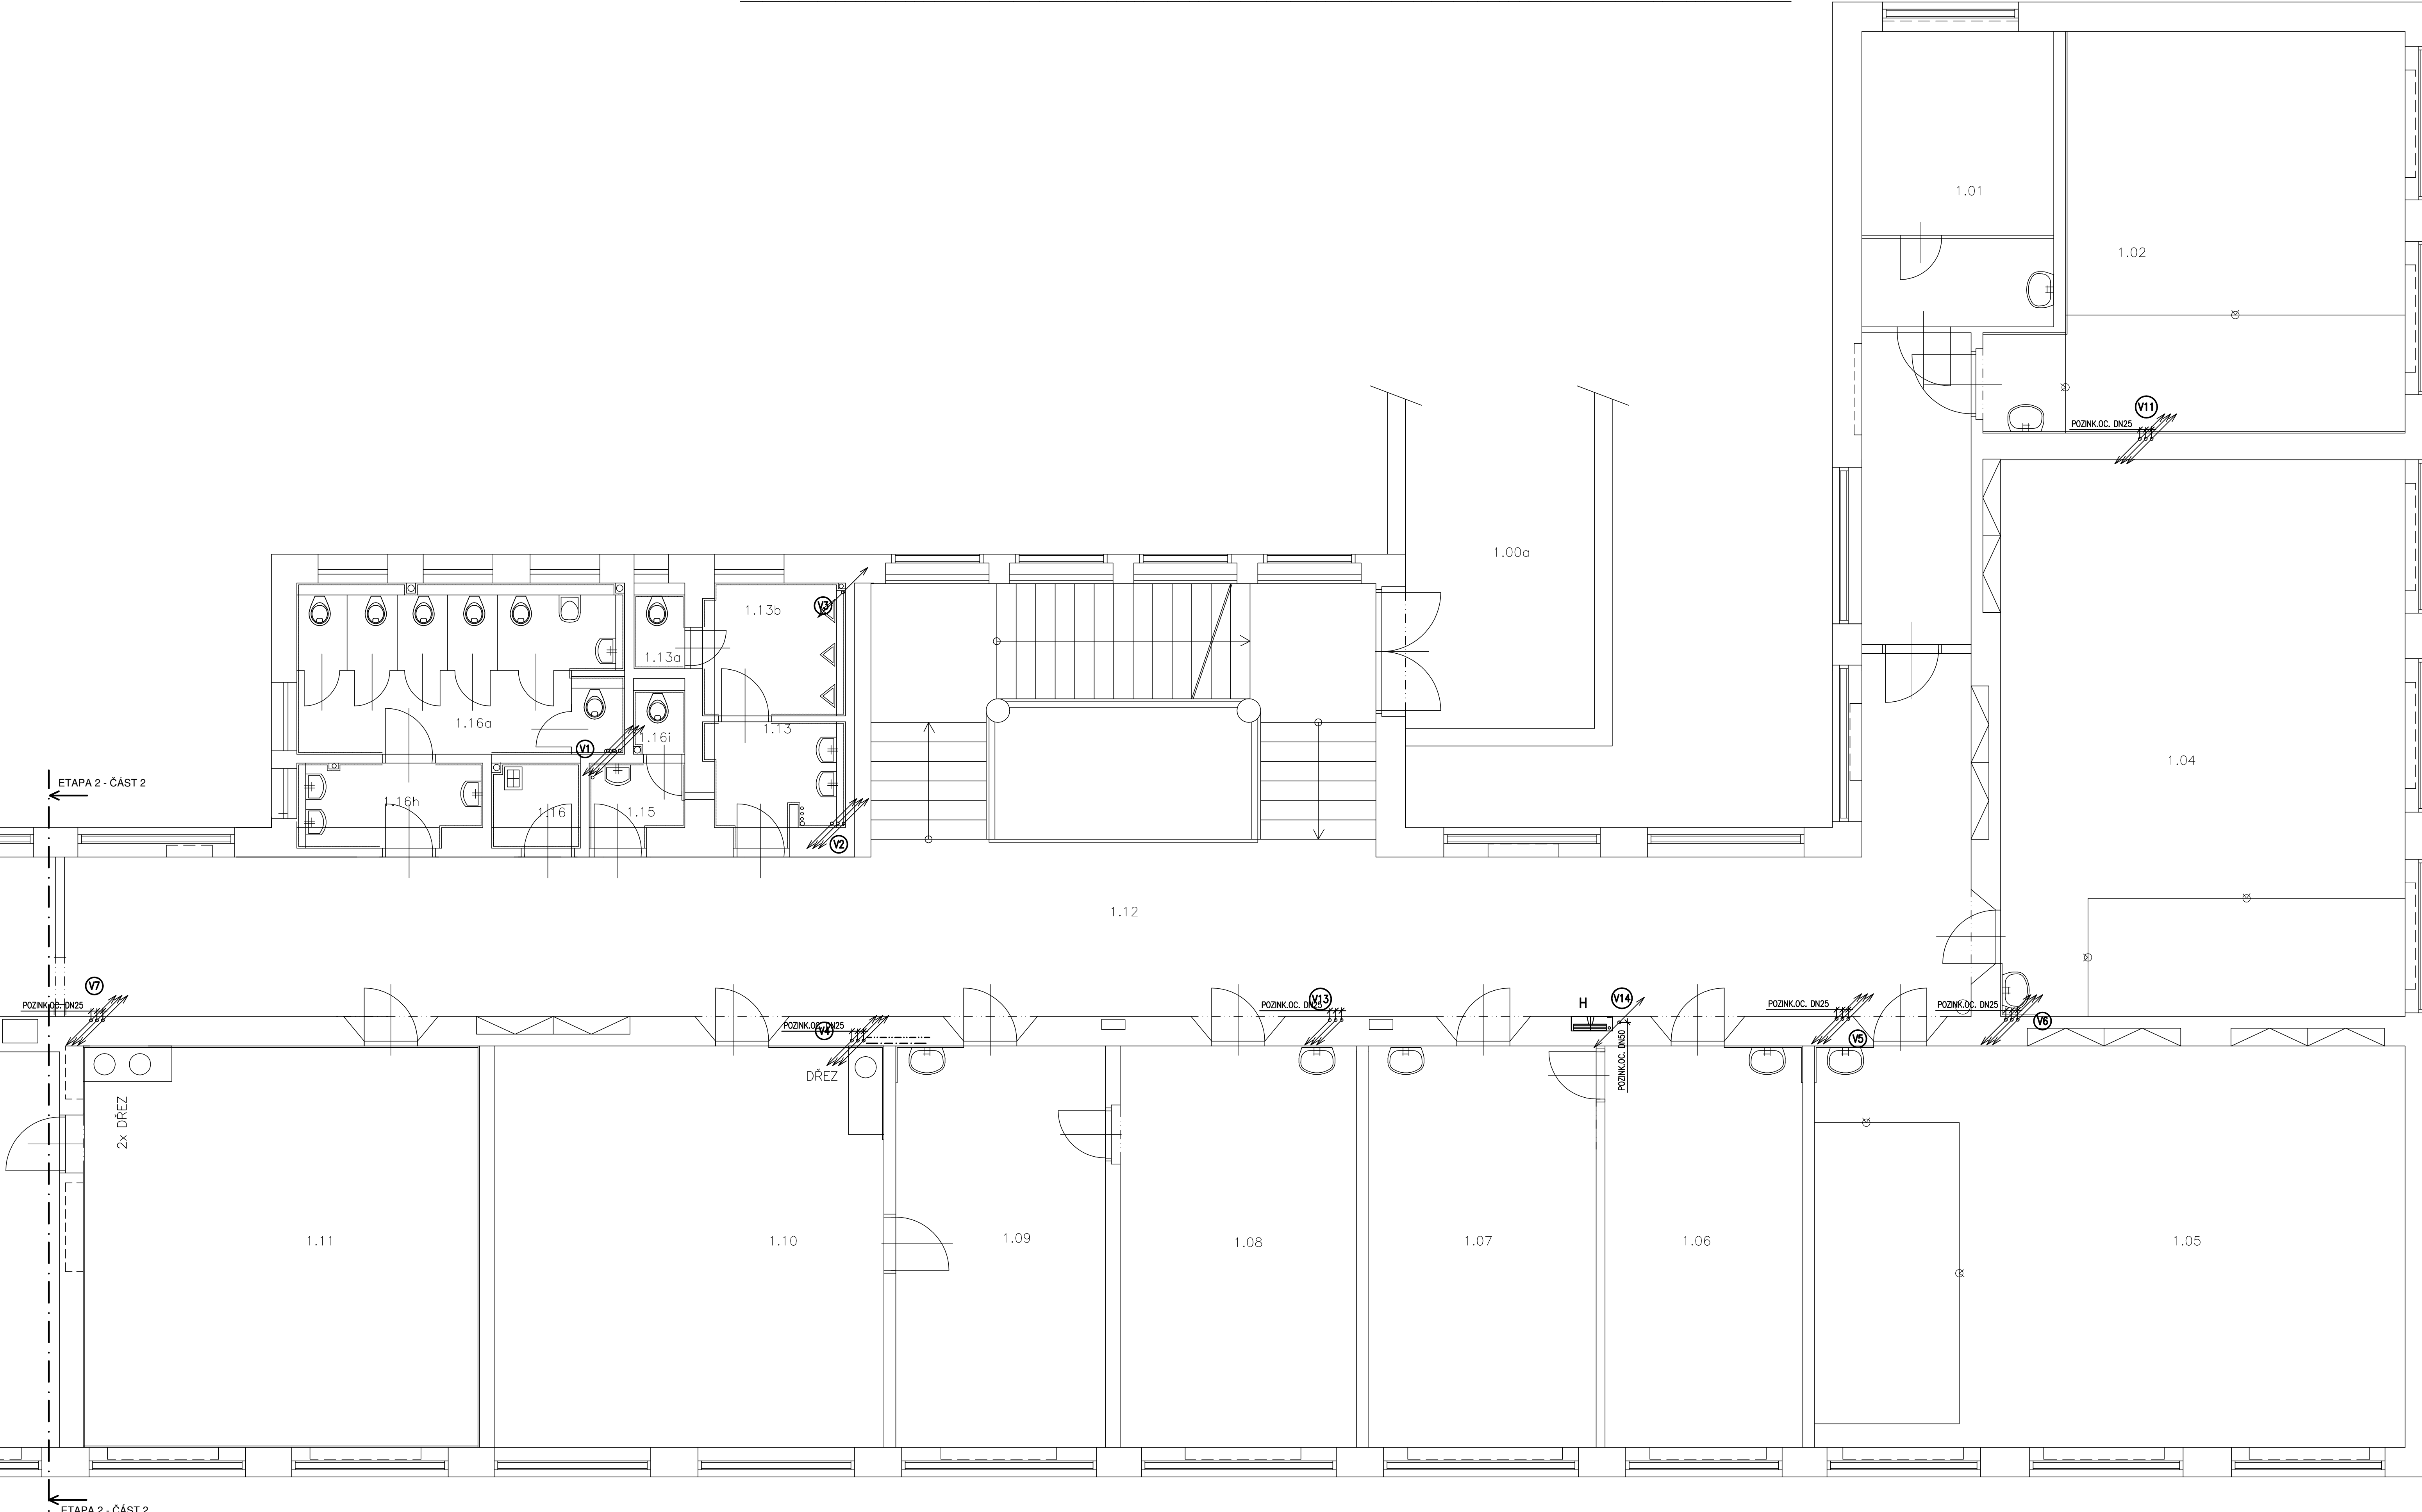 1.01
1.02
V11
POZINK.OC. DN25
1.00a
V3
1.13b
1.13a
1.16a
1.16i
1.13
V1
1.04
ETAPA 2 - ČÁST 2
1.16h
1.16
1.15
V2
1.12
V7
POZINK.OC. DN25
V13
POZINK.OC. DN25
H
V14
POZINK.OC. DN25
POZINK.OC. DN25
V6
POZINK.OC. DN25
V4
V5
POZINK.OC. DN50
DŘEZ
2x DŘEZ
1.11
1.10
1.09
1.08
1.07
1.06
1.05
ETAPA 2 - ČÁST 2